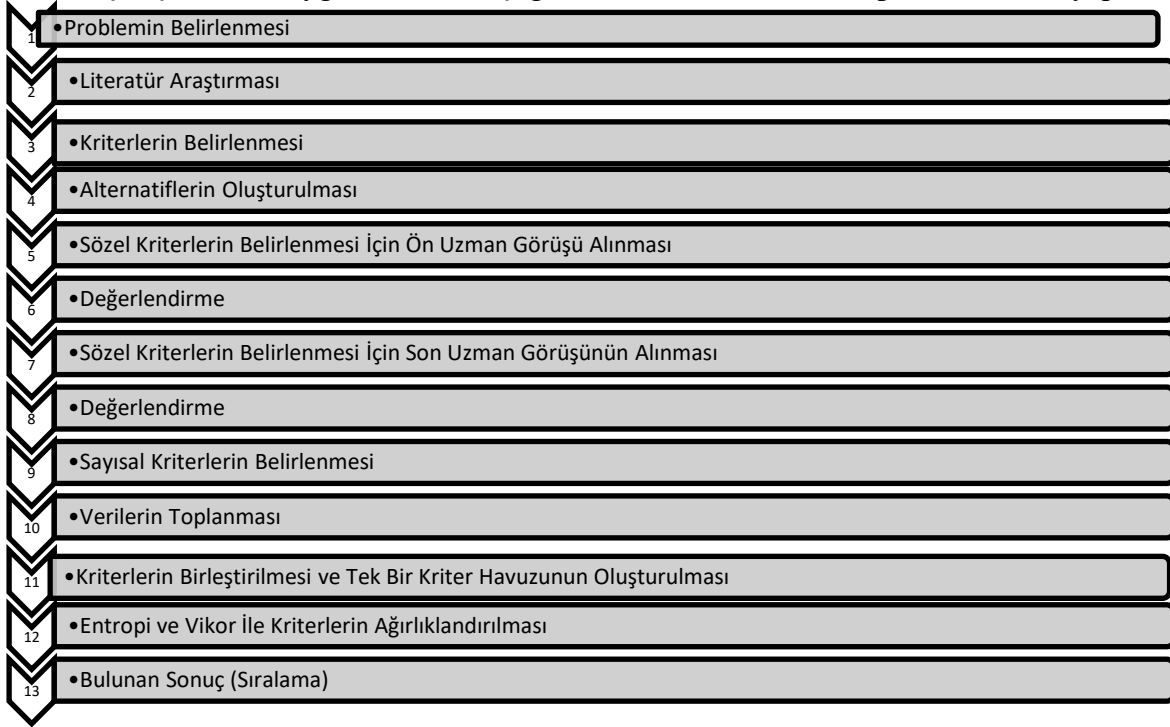 1
•Problemin Belirlenmesi
2
•Literatür Araştırması
3
•Kriterlerin Belirlenmesi
4
•Alternatiflerin Oluşturulması
5
•Sözel Kriterlerin Belirlenmesi İçin Ön Uzman Görüşü Alınması
6
•Değerlendirme
7
•Sözel Kriterlerin Belirlenmesi İçin Son Uzman Görüşünün Alınması
8
•Değerlendirme
9
•Sayısal Kriterlerin Belirlenmesi
10
•Verilerin Toplanması
11
•Kriterlerin Birleştirilmesi ve Tek Bir Kriter Havuzunun Oluşturulması
12
•Entropi ve Vikor İle Kriterlerin Ağırlıklandırılması
13
•Bulunan Sonuç (Sıralama)